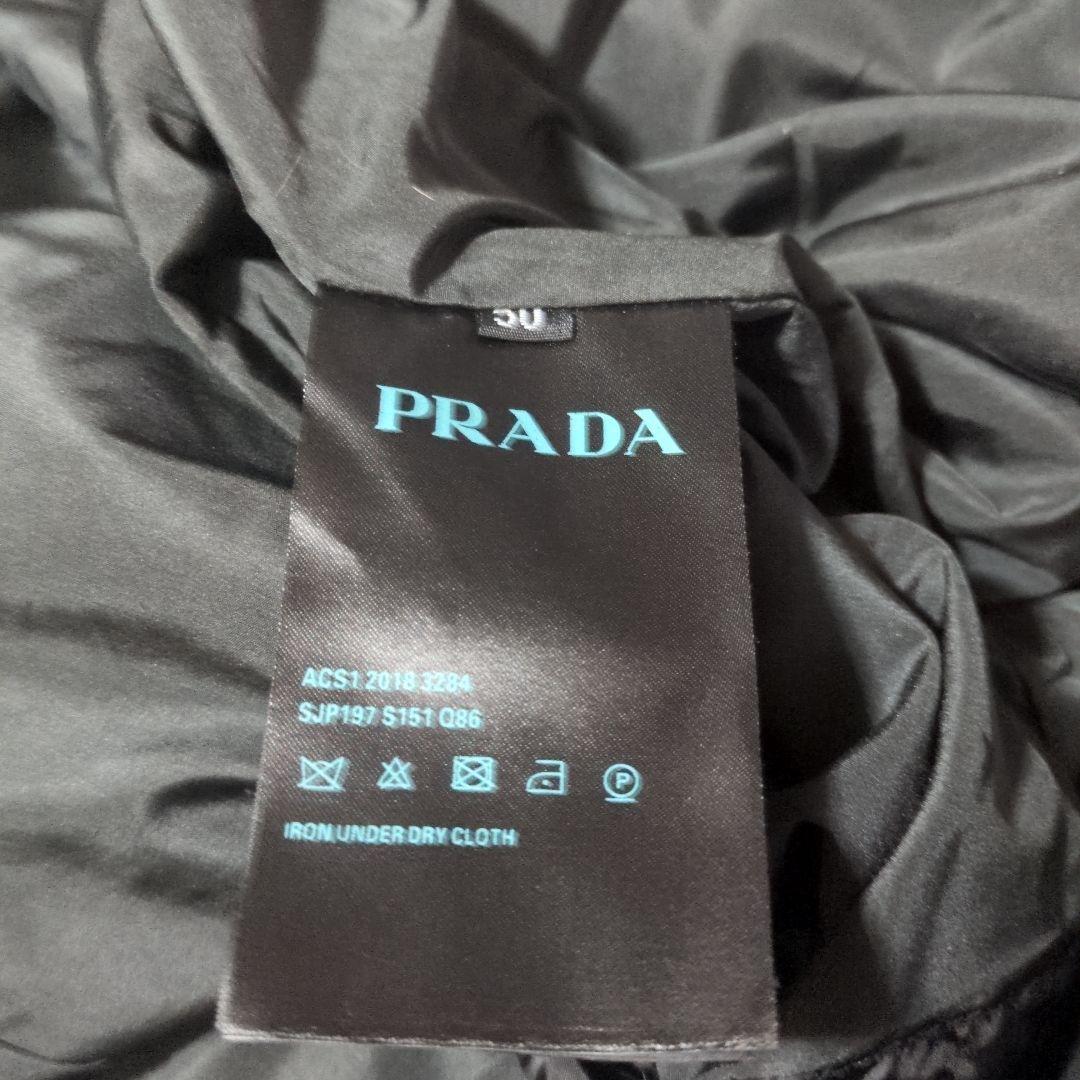 50
PRADA
ACS1 2018 3284
SJP197 S151 Q86
P
IRON UNDER DRY CLOTH